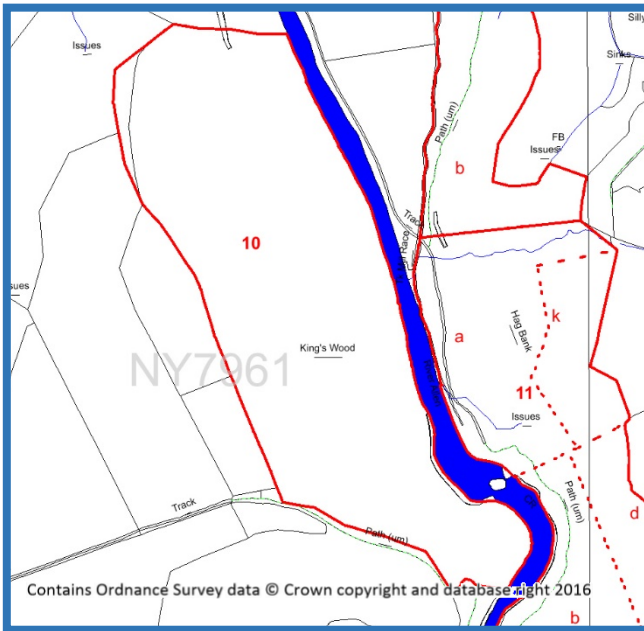 Issues
Silly
Sinks
Path (um)
FB
Issues
b
Track
10
a
k
Hag Bank
King's Wood
NY7961
11
Issues
Track
Path (um)
Path (um)
d
Contains Ordnance Survey data © Crown copyright and database right 2016
b